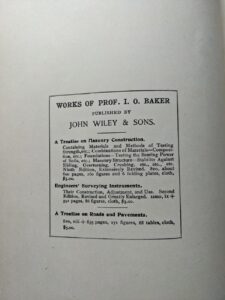 WORKS OF PROF. I. O. BAKER
PUBLISHED BY
JOHN WILEY & SONS.
A Treatise on Masonry Construction.
Containing Materials and Methods of Testing
Strength, etc.; Combinations of Materials—Composi-
tion, etc.; Foundations—Testing the Bearing Power
of Soils, etc.; Masonry Structures—Stability Against
Sliding, Overturning, Crushing, etc., etc., etc.
Ninth Edition, Extensively Revised. 8vo, about
600 pages, 160 figures and 6 folding plates, cloth,
$5.00.
Engineers' Surveying Instruments.
Their Construction, Adjustment, and Use. Second
Edition, Revised and Greatly Enlarged. 12mo, ix +
391 pages, 86 figures, cloth, $3.00.
A Treatise on Roads and Pavements.
8vo, viii + 655 pages, 171 figures, 68 tables, cloth,
$5.00.